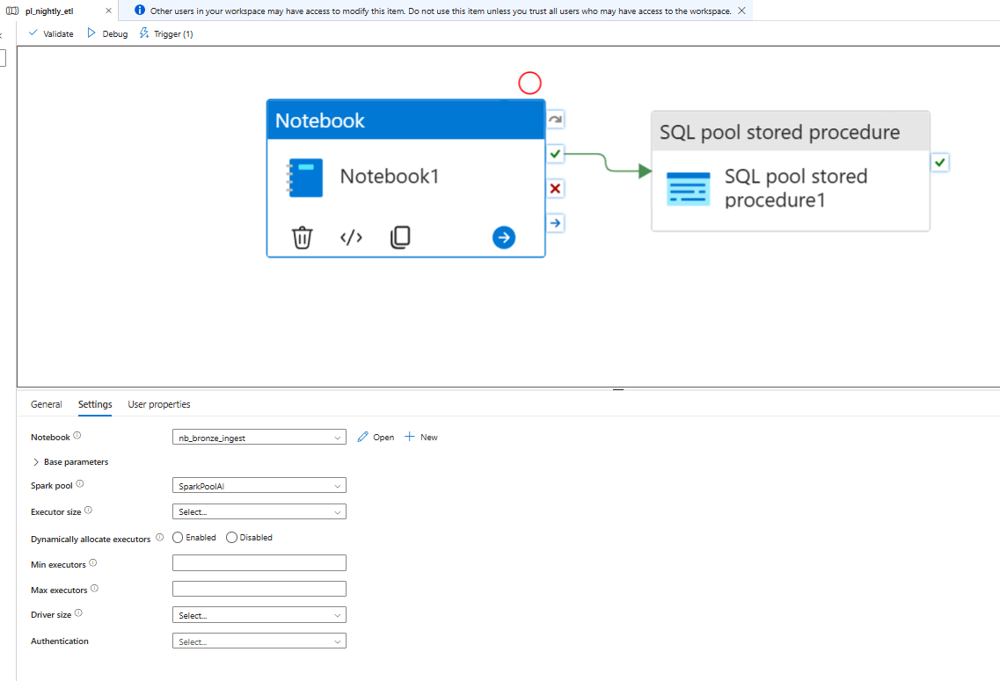 pl_nightly_etl
Other users in your workspace may have access to modify this item. Do not use this item unless you trust all users who may have access to the workspace.
Validate Debug Trigger (1)
Notebook
Notebook1
SQL pool stored procedure
SQL pool stored
procedure1
General Settings User properties
Notebook nb_bronze_ingest Open New
Base parameters
Spark pool SparkPoolAI
Executor size Select...
Dynamically allocate executors Enabled Disabled
Min executors
Max executors
Driver size Select...
Authentication Select...